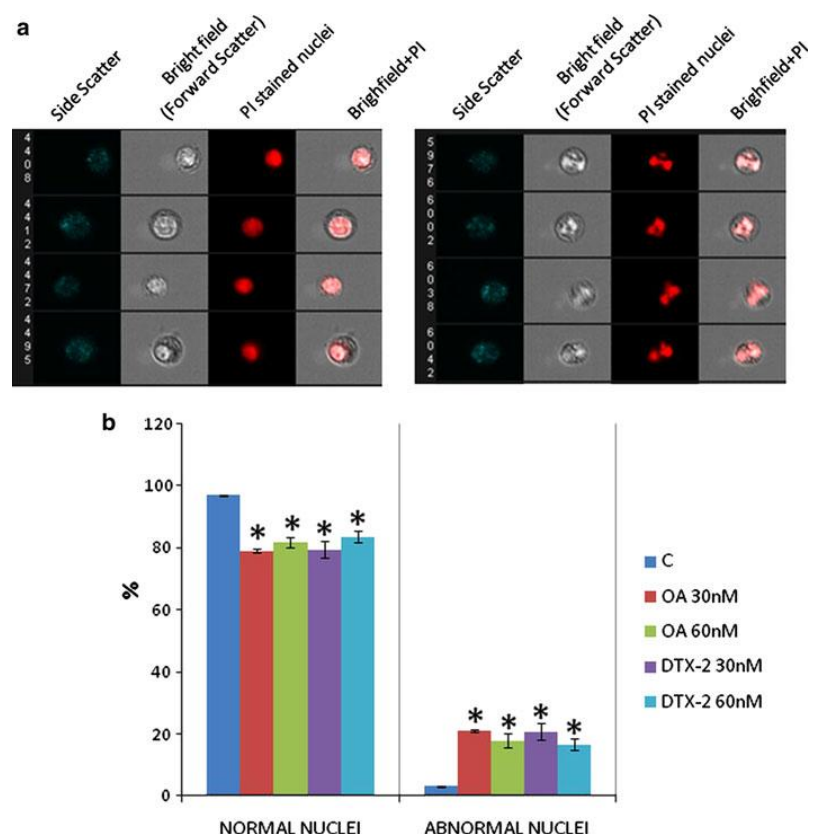 a
Side Scatter
Bright field
(Forward Scatter)
PI stained nuclei
Brighfield+PI
Side Scatter
Bright field
(Forward Scatter)
PI stained nuclei
Brighfield+PI
4408
4412
4472
4495
5976
6002
6038
6042
b
120
100
80
60
40
20
0
%
* * * *
* * * *
NORMAL NUCLEI
ABNORMAL NUCLEI
C
OA 30nM
OA 60nM
DTX-2 30nM
DTX-2 60nM